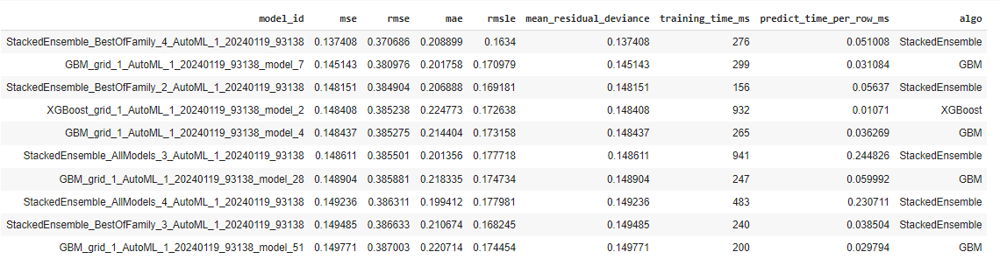 model_id mse rmse mae rmsle mean_residual_deviance training_time_ms predict_time_per_row_ms algo
StackedEnsemble_BestOfFamily_4_AutoML_1_20240119_93138 0.137408 0.370686 0.208899 0.1634 0.137408 276 0.051008 StackedEnsemble
GBM_grid_1_AutoML_1_20240119_93138_model_7 0.145143 0.380976 0.201758 0.170979 0.145143 299 0.031084 GBM
StackedEnsemble_BestOfFamily_2_AutoML_1_20240119_93138 0.148151 0.384904 0.206888 0.169181 0.148151 156 0.05637 StackedEnsemble
XGBoost_grid_1_AutoML_1_20240119_93138_model_2 0.148408 0.385238 0.224773 0.172638 0.148408 932 0.01071 XGBoost
GBM_grid_1_AutoML_1_20240119_93138_model_4 0.148437 0.385275 0.214404 0.173158 0.148437 265 0.036269 GBM
StackedEnsemble_AllModels_3_AutoML_1_20240119_93138 0.148611 0.385501 0.201356 0.177718 0.148611 941 0.244826 StackedEnsemble
GBM_grid_1_AutoML_1_20240119_93138_model_28 0.148904 0.385881 0.218335 0.174734 0.148904 247 0.059992 GBM
StackedEnsemble_AllModels_4_AutoML_1_20240119_93138 0.149236 0.386311 0.199412 0.177981 0.149236 483 0.230711 StackedEnsemble
StackedEnsemble_BestOfFamily_3_AutoML_1_20240119_93138 0.149485 0.386633 0.210674 0.168245 0.149485 240 0.038504 StackedEnsemble
GBM_grid_1_AutoML_1_20240119_93138_model_51 0.149771 0.387003 0.220714 0.174454 0.149771 200 0.029794 GBM